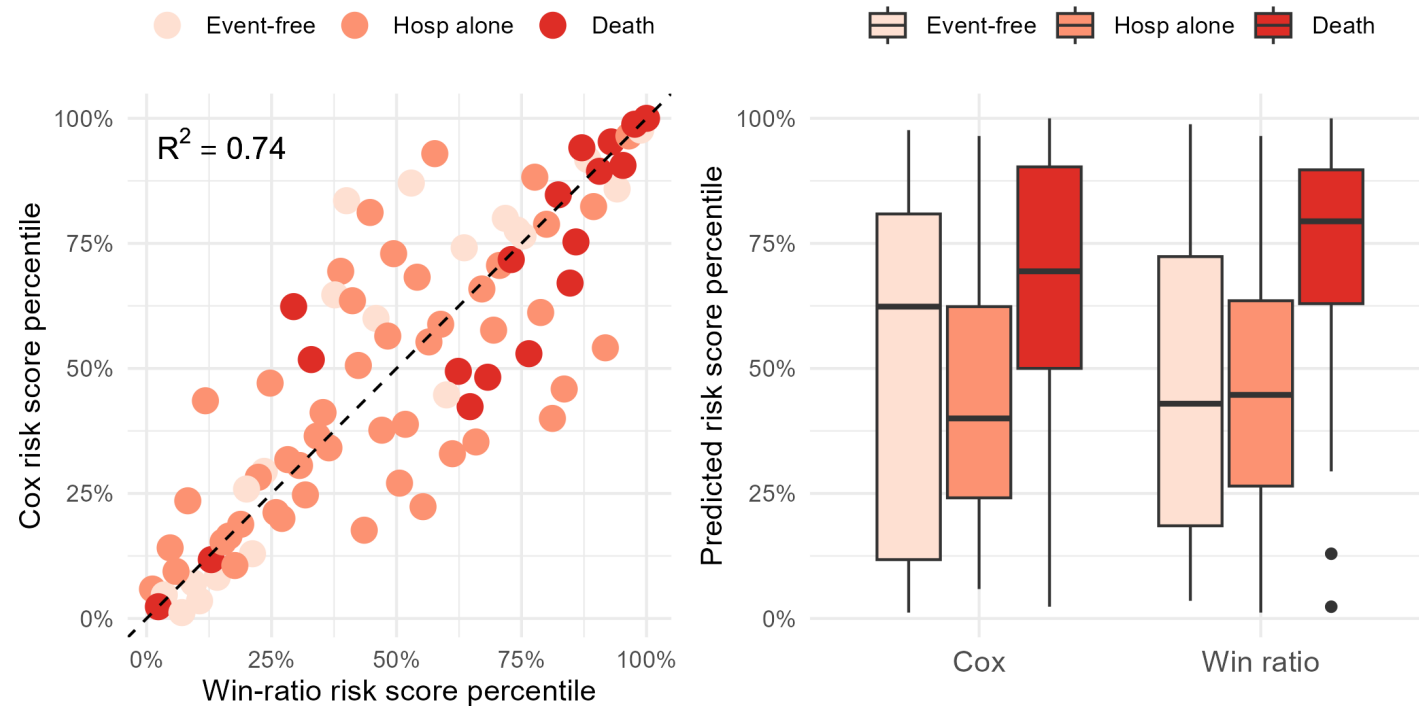 Event-free Hosp alone Death
R² = 0.74
Cox risk score percentile
100%
75%
50%
25%
0%
0% 25% 50% 75% 100%
Win-ratio risk score percentile
Event-free Hosp alone Death
Predicted risk score percentile
100%
75%
50%
25%
0%
Cox Win ratio